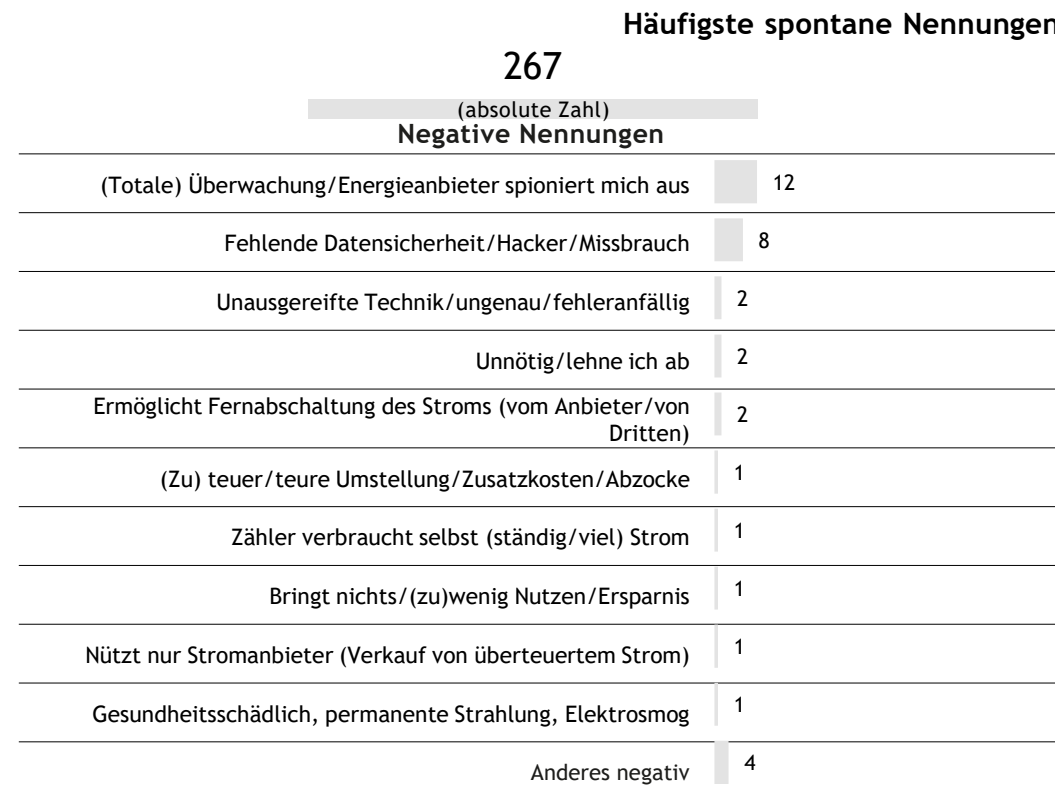 Häufigste spontane Nennungen
267
(absolute Zahl)
Negative Nennungen
(Totale) Überwachung/Energieanbieter spioniert mich aus 12
Fehlende Datensicherheit/Hacker/Missbrauch 8
Unausgereifte Technik/ungenau/fehleranfällig 2
Unnötig/lehne ich ab 2
Ermöglicht Fernabschaltung des Stroms (vom Anbieter/von
Dritten) 2
(Zu) teuer/teure Umstellung/Zusatzkosten/Abzocke 1
Zähler verbraucht selbst (ständig/viel) Strom 1
Bringt nichts/(zu)wenig Nutzen/Ersparnis 1
Nützt nur Stromanbieter (Verkauf von überteuertem Strom) 1
Gesundheitsschädlich, permanente Strahlung, Elektrosmog 1
Anderes negativ 4